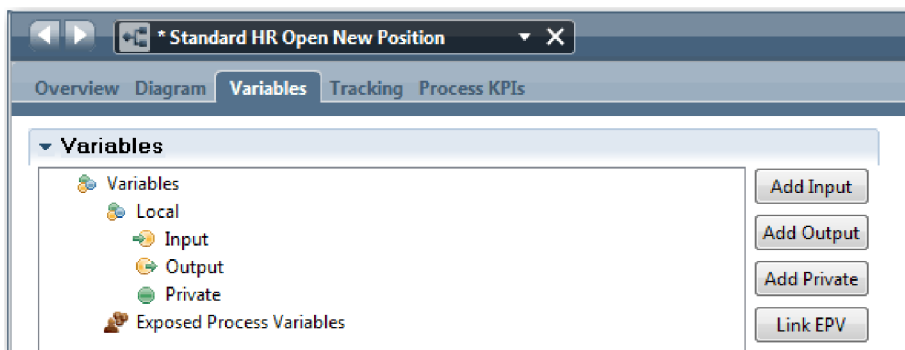 * Standard HR Open New Position
Overview Diagram Variables Tracking Process KPIs
Variables
Variables
Local
Input
Output
Private
Exposed Process Variables
Add Input
Add Output
Add Private
Link EPV